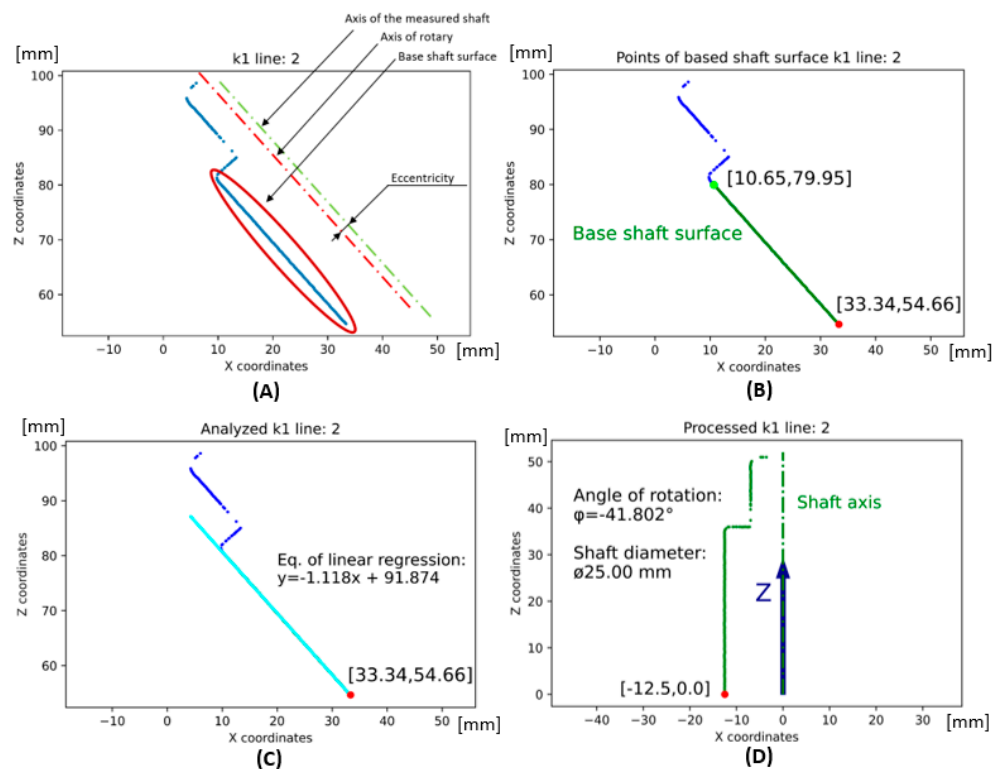 Axis of the measured shaft
Axis of rotary
Base shaft surface
[mm]
k1 line: 2
100
90
80
70
60
Z coordinates
Eccentricity
−10 0 10 20 30 40 50
[mm]
X coordinates
(A)
[mm]
Points of based shaft surface k1 line: 2
100
90
80
70
60
Z coordinates
[10.65,79.95]
Base shaft surface
[33.34,54.66]
−10 0 10 20 30 40 50
[mm]
X coordinates
(B)
[mm]
Analyzed k1 line: 2
100
90
80
70
60
Z coordinates
Eq. of linear regression:
y=-1.118x + 91.874
[33.34,54.66]
−10 0 10 20 30 40 50
[mm]
X coordinates
(C)
[mm]
Processed k1 line: 2
50
40
30
20
10
0
Z coordinates
Angle of rotation:
φ=-41.802°
Shaft diameter:
ø25.00 mm
Shaft axis
Z
[-12.5,0.0]
−40 −30 −20 −10 0 10 20 30
[mm]
X coordinates
(D)